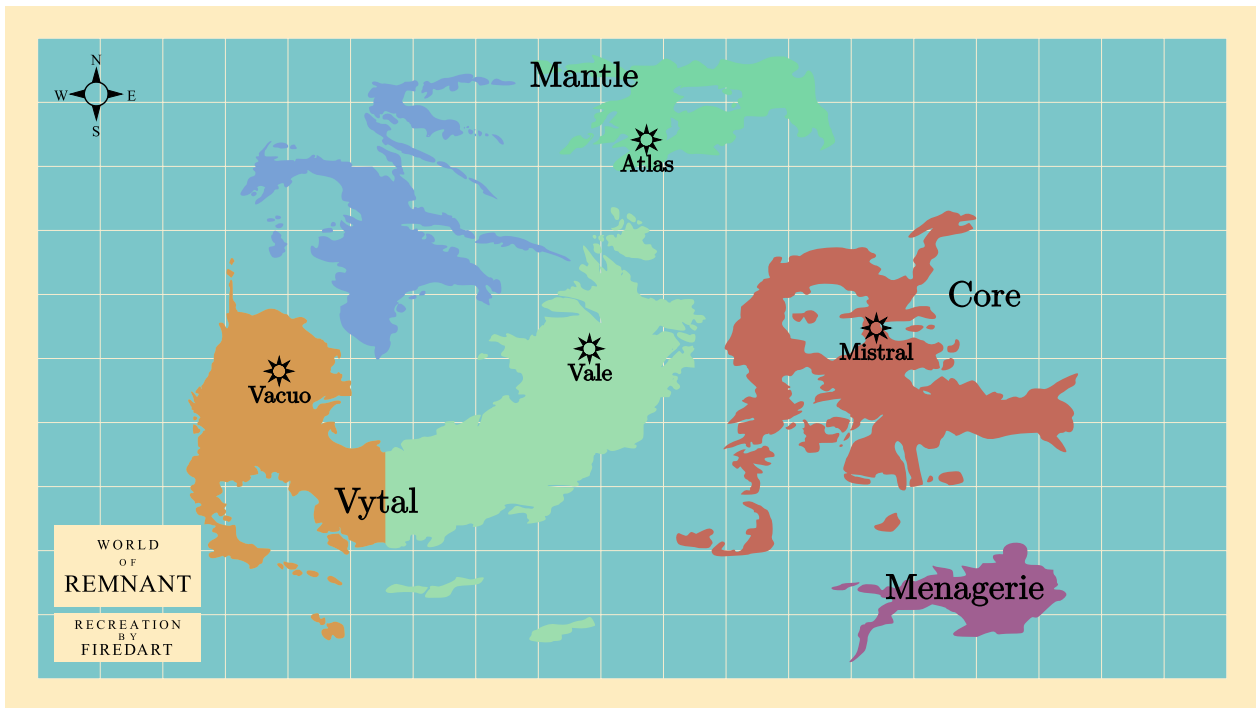 N
W E
S
Mantle
Atlas
Core
Mistral
Vale
Vacuo
Vytal
WORLD
OF
REMNANT
RECREATION
BY
FIREDART
Menagerie